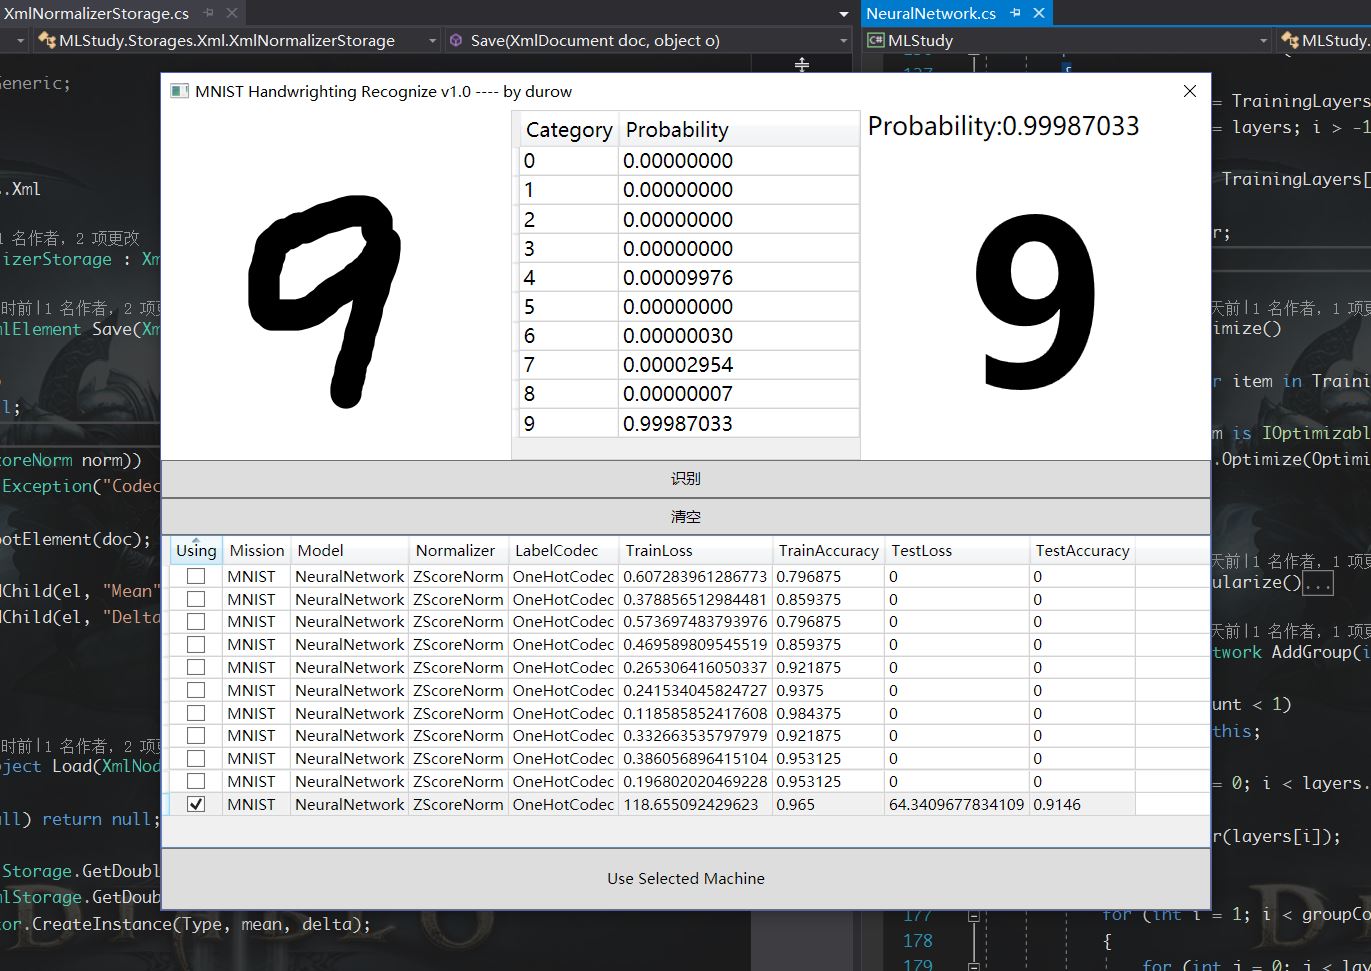 XmlNormalizerStorage.cs
NeuralNetwork.cs
MLStudy.Storages.Xml.XmlNormalizerStorage
Save(XmlDocument doc, object o)
MLStudy
MLStudy.
Generic;
.Xml
1 名作者, 2 项更改
izerStorage : Xm
时前|1 名作者, 2 项更
mlElement Save(Xm
l;
coreNorm norm))
Exception("Codec
ootElement(doc);
dChild(el, "Mean"
dChild(el, "Delta
时前|1 名作者, 2 项更
ject Load(XmlNod
ull) return null;
Storage.GetDoubl
lStorage.GetDoub
tor.CreateInstance(Type, mean, delta);
MNIST Handwrighting Recognize v1.0 ---- by durow
9
Category Probability
0 0.00000000
1 0.00000000
2 0.00000000
3 0.00000000
4 0.00009976
5 0.00000000
6 0.00000030
7 0.00002954
8 0.00000007
9 0.99987033
Probability:0.99987033
9
识别
清空
Using Mission Model Normalizer LabelCodec TrainLoss TrainAccuracy TestLoss TestAccuracy
MNIST NeuralNetwork ZScoreNorm OneHotCodec 0.607283961286773 0.796875 0 0
MNIST NeuralNetwork ZScoreNorm OneHotCodec 0.378856512984481 0.859375 0 0
MNIST NeuralNetwork ZScoreNorm OneHotCodec 0.573697483793976 0.796875 0 0
MNIST NeuralNetwork ZScoreNorm OneHotCodec 0.469589809545519 0.859375 0 0
MNIST NeuralNetwork ZScoreNorm OneHotCodec 0.265306416050337 0.921875 0 0
MNIST NeuralNetwork ZScoreNorm OneHotCodec 0.241534045824727 0.9375 0 0
MNIST NeuralNetwork ZScoreNorm OneHotCodec 0.118585852417608 0.984375 0 0
MNIST NeuralNetwork ZScoreNorm OneHotCodec 0.332663535797979 0.921875 0 0
MNIST NeuralNetwork ZScoreNorm OneHotCodec 0.386056896415104 0.953125 0 0
MNIST NeuralNetwork ZScoreNorm OneHotCodec 0.196802020469228 0.953125 0 0
MNIST NeuralNetwork ZScoreNorm OneHotCodec 118.655092429623 0.965 64.3409677834109 0.9146
Use Selected Machine
= TrainingLayers
= layers; i > -1
TrainingLayers[
r;
天前|1 名作者, 1 项更
imize()
r item in Traini
m is IOptimizabl
.Optimize(Optimi
天前|1 名作者, 1 项更
ularize()...
天前|1 名作者, 1 项更
twork AddGroup(i
unt < 1)
this;
= 0; i < layers.
r(layers[i]);
177 for (int i = 1; i < groupCo
178 {
179 for (int j = 0; j < lay